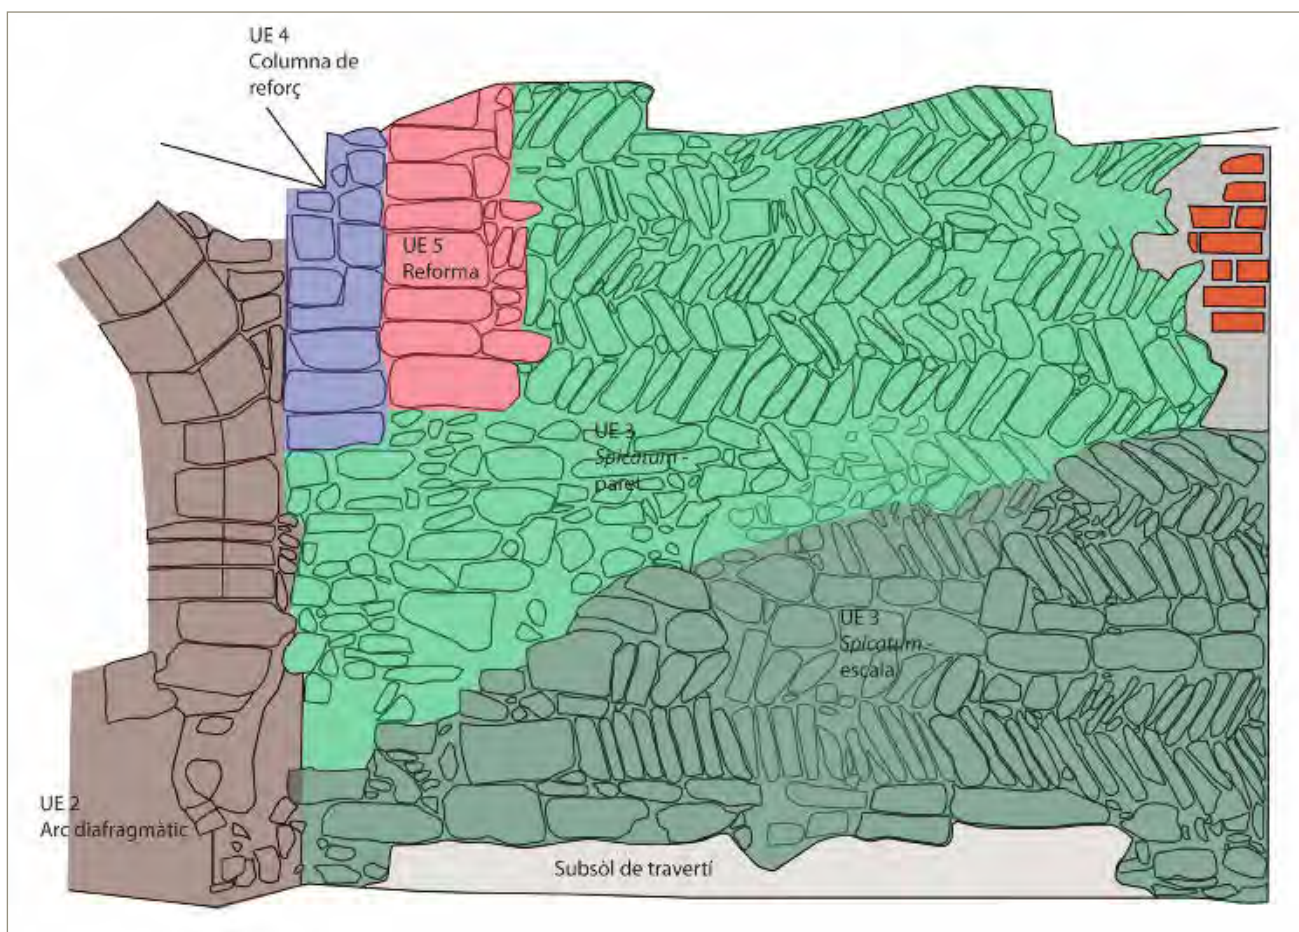 UE 4
Columna de
reforç
UE 5
Reforma
UE 3
Spicatum -
paret
UE 3
Spicatum -
escala
UE 2
Arc diafragmàtic
Subsòl de travertí